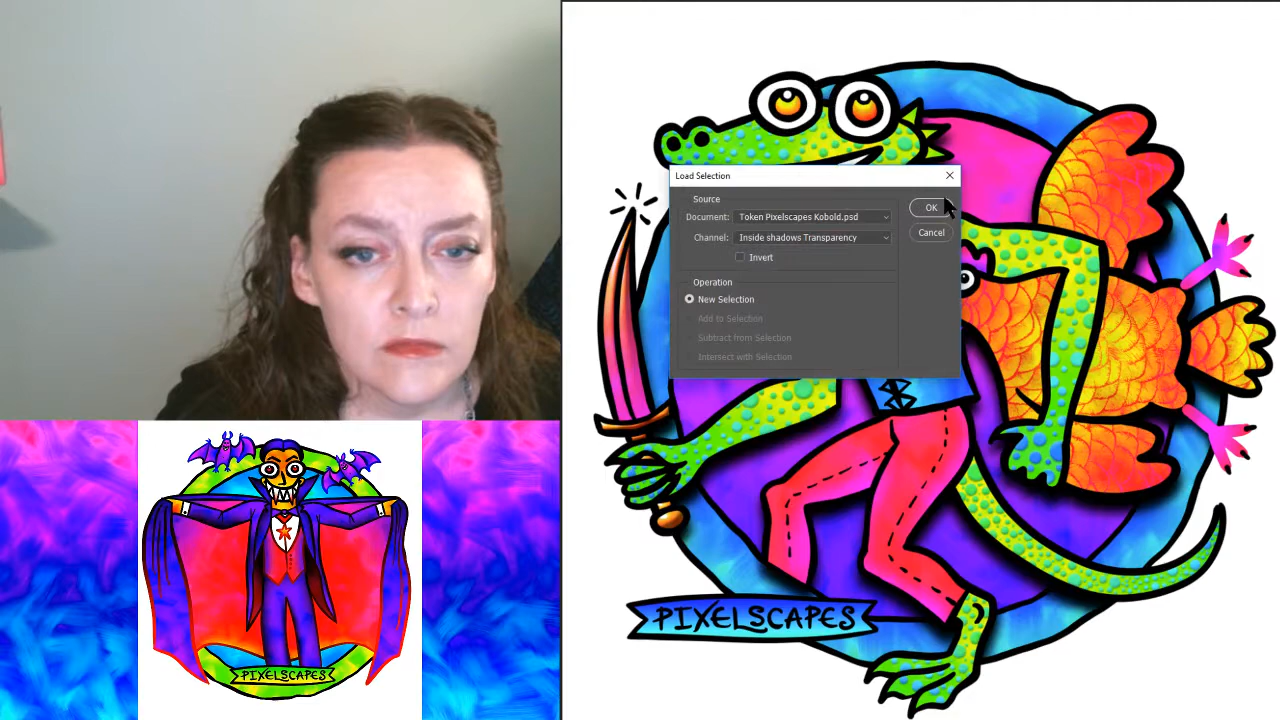 Load Selection
Source
Document: Token Pixelscapes Kobold.psd
Channel: Inside shadows Transparency
Invert
Operation
New Selection
Add to Selection
Subtract from Selection
Intersect with Selection
OK
Cancel
PIXELSCAPES
PIXELSCAPES